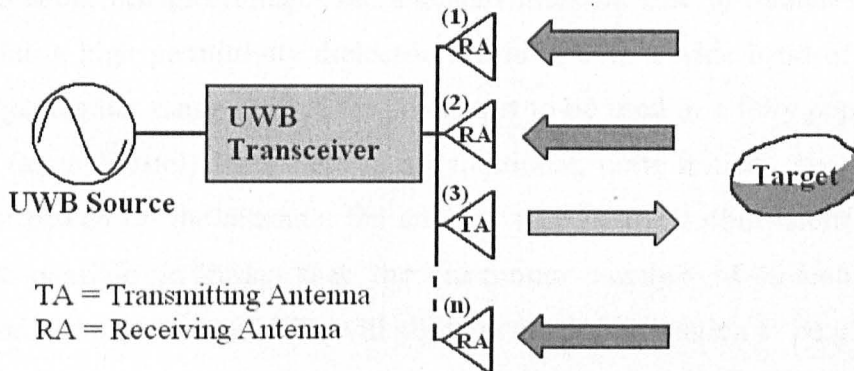 (1)
RA
(2)
RA
UWB
Transceiver
UWB Source
(3)
TA
Target
TA = Transmitting Antenna
RA = Receiving Antenna
(n)
RA